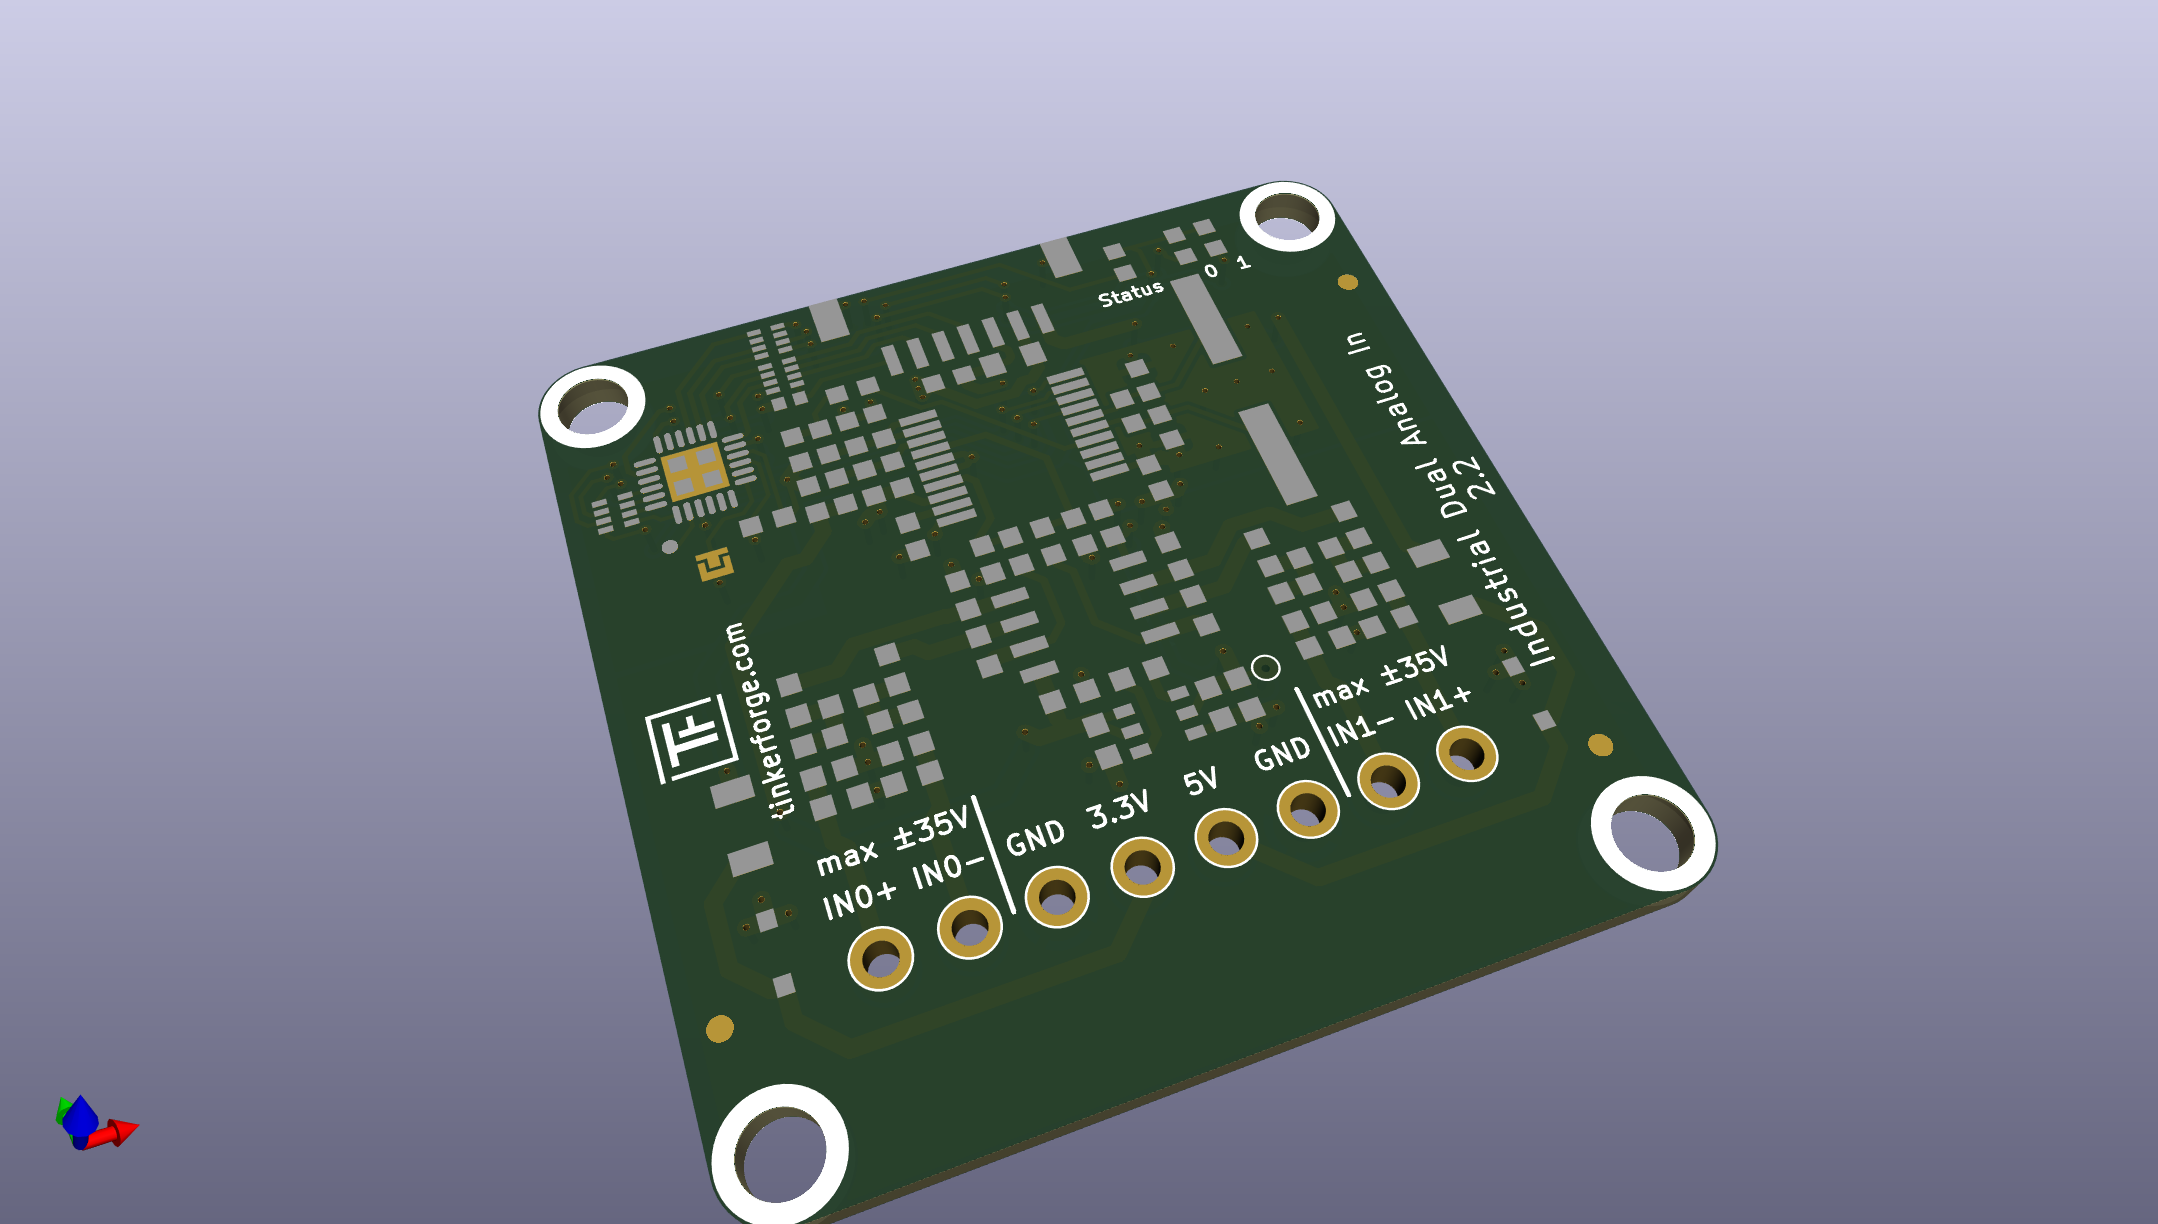 0 1
Status
Industrial Dual Analog In
2.2
tinkerforge.com
TF
max ±35V
IN1- IN1+
GND
5V
3.3V
GND
max ±35V
IN0+ IN0-